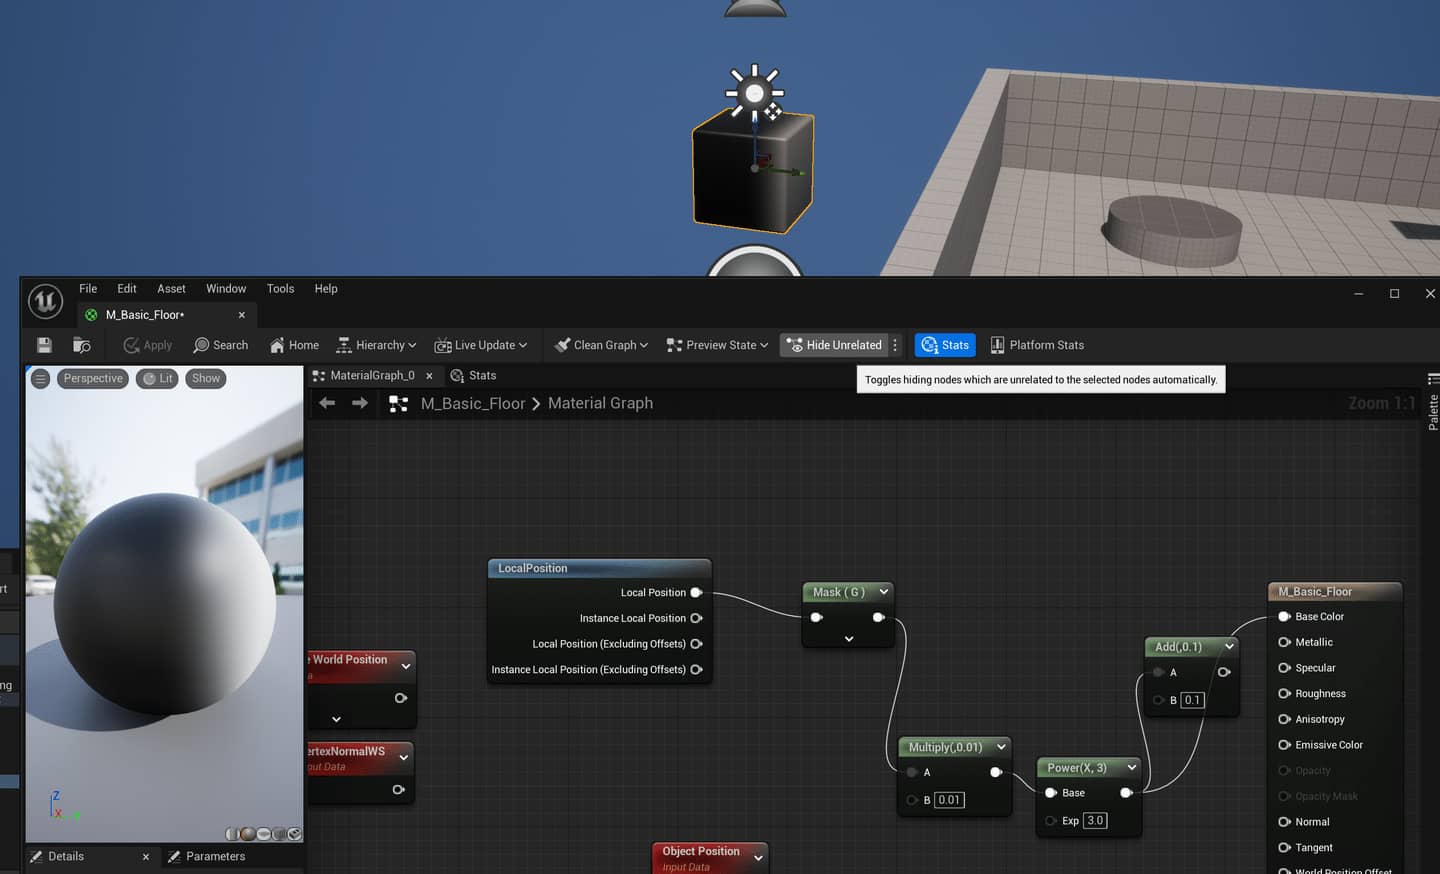 File Edit Asset Window Tools Help
M_Basic_Floor*
Apply Search Home Hierarchy Live Update Clean Graph Preview State Hide Unrelated Stats Platform Stats
Perspective Lit Show
MaterialGraph_0 Stats
Toggles hiding nodes which are unrelated to the selected nodes automatically.
M_Basic_Floor > Material Graph
Zoom 1:1
Palette
LocalPosition
Local Position
Instance Local Position
Local Position (Excluding Offsets)
Instance Local Position (Excluding Offsets)
Mask ( G )
e World Position
a
ertexNormalWS
put Data
Multiply(,0.01)
A
B 0.01
Power(X, 3)
Base
Exp 3.0
Add(,0.1)
A
B 0.1
Object Position
Input Data
M_Basic_Floor
Base Color
Metallic
Specular
Roughness
Anisotropy
Emissive Color
Opacity
Opacity Mask
Normal
Tangent
World Position Offset
rt
ng
Z
X
Details Parameters